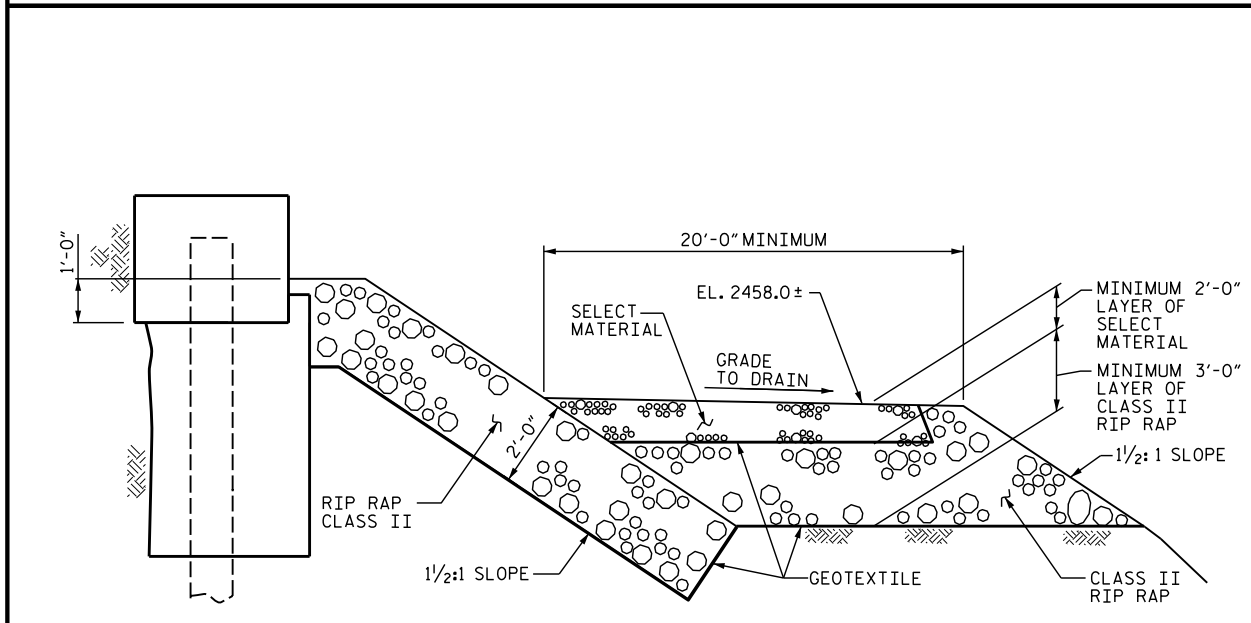 1'-0"
20'-0" MINIMUM
EL. 2458.0±
SELECT
MATERIAL
GRADE
TO DRAIN
MINIMUM 2'-0"
LAYER OF
SELECT
MATERIAL
MINIMUM 3'-0"
LAYER OF
CLASS II
RIP RAP
2'-0"
1½:1 SLOPE
RIP RAP
CLASS II
1½:1 SLOPE
GEOTEXTILE
CLASS II
RIP RAP